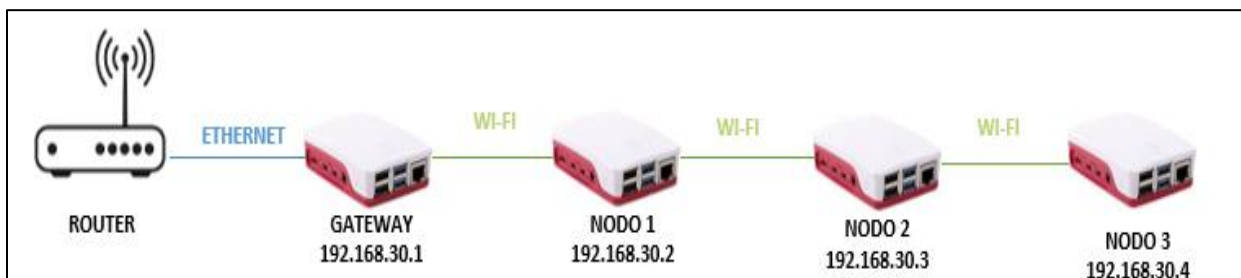 ETHERNET
WI-FI
WI-FI
WI-FI
ROUTER
GATEWAY
192.168.30.1
NODO 1
192.168.30.2
NODO 2
192.168.30.3
NODO 3
192.168.30.4